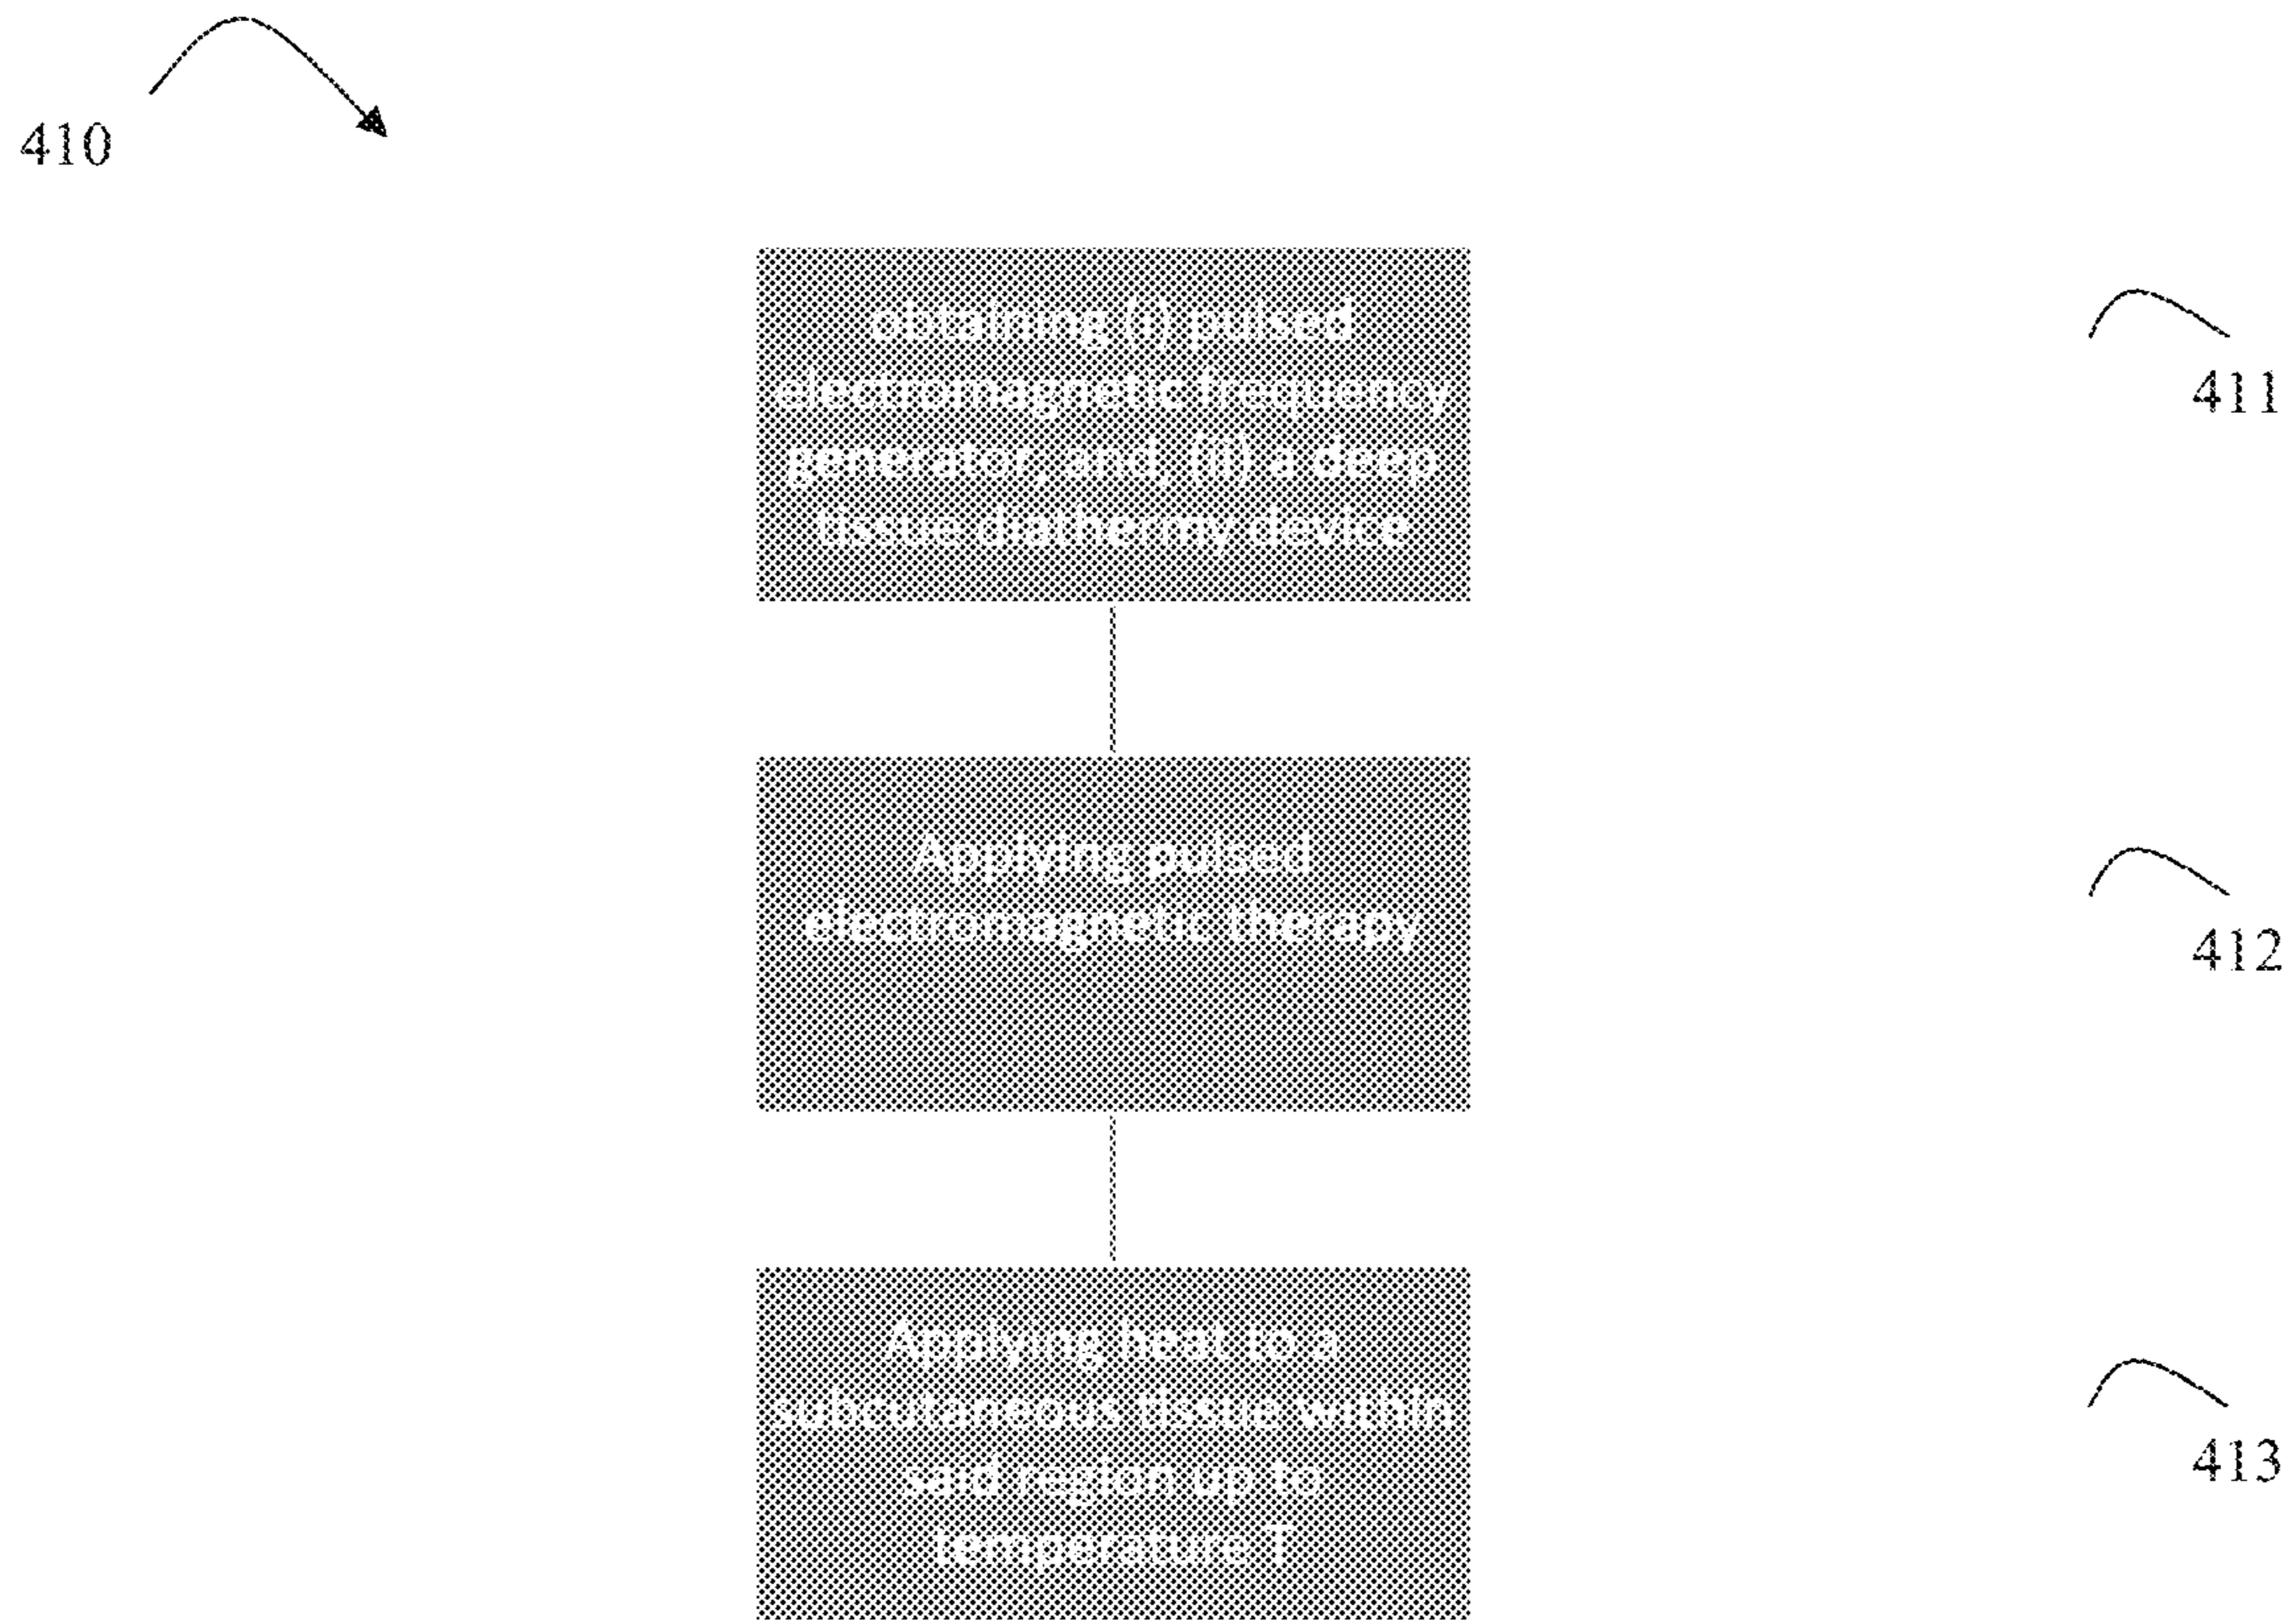 410
obtaining (i) pulsed
electromagnetic frequency
generator, and, (ii) a deep
tissue diathermy device
411
Applying pulsed
electromagnetic therapy
412
Applying heat to a
subcutaneous tissue within
said region up to
temperature T
413